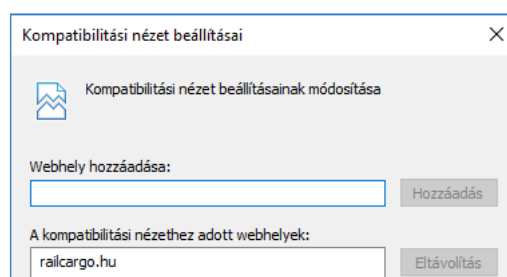 Kompatibilitási nézet beállításai
Kompatibilitási nézet beállításainak módosítása
Webhely hozzáadása:
Hozzáadás
A kompatibilitási nézethez adott webhelyek:
railcargo.hu
Eltávolítás